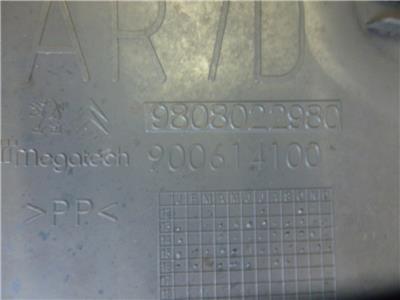 AR/D
9808022980
Megatech 900614100
>PP<
J F M A M J J A S O N D